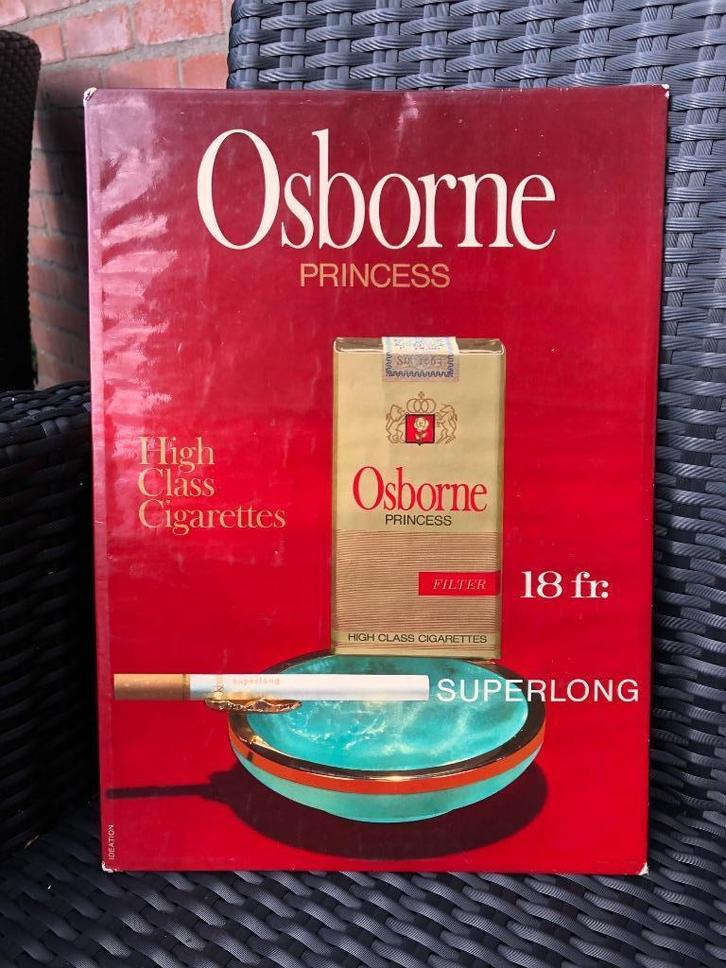 Osborne
PRINCESS
High
Class
Cigarettes
Osborne
PRINCESS
FILTER
HIGH CLASS CIGARETTES
18 fr.
superlong
SUPERLONG
IDEATION